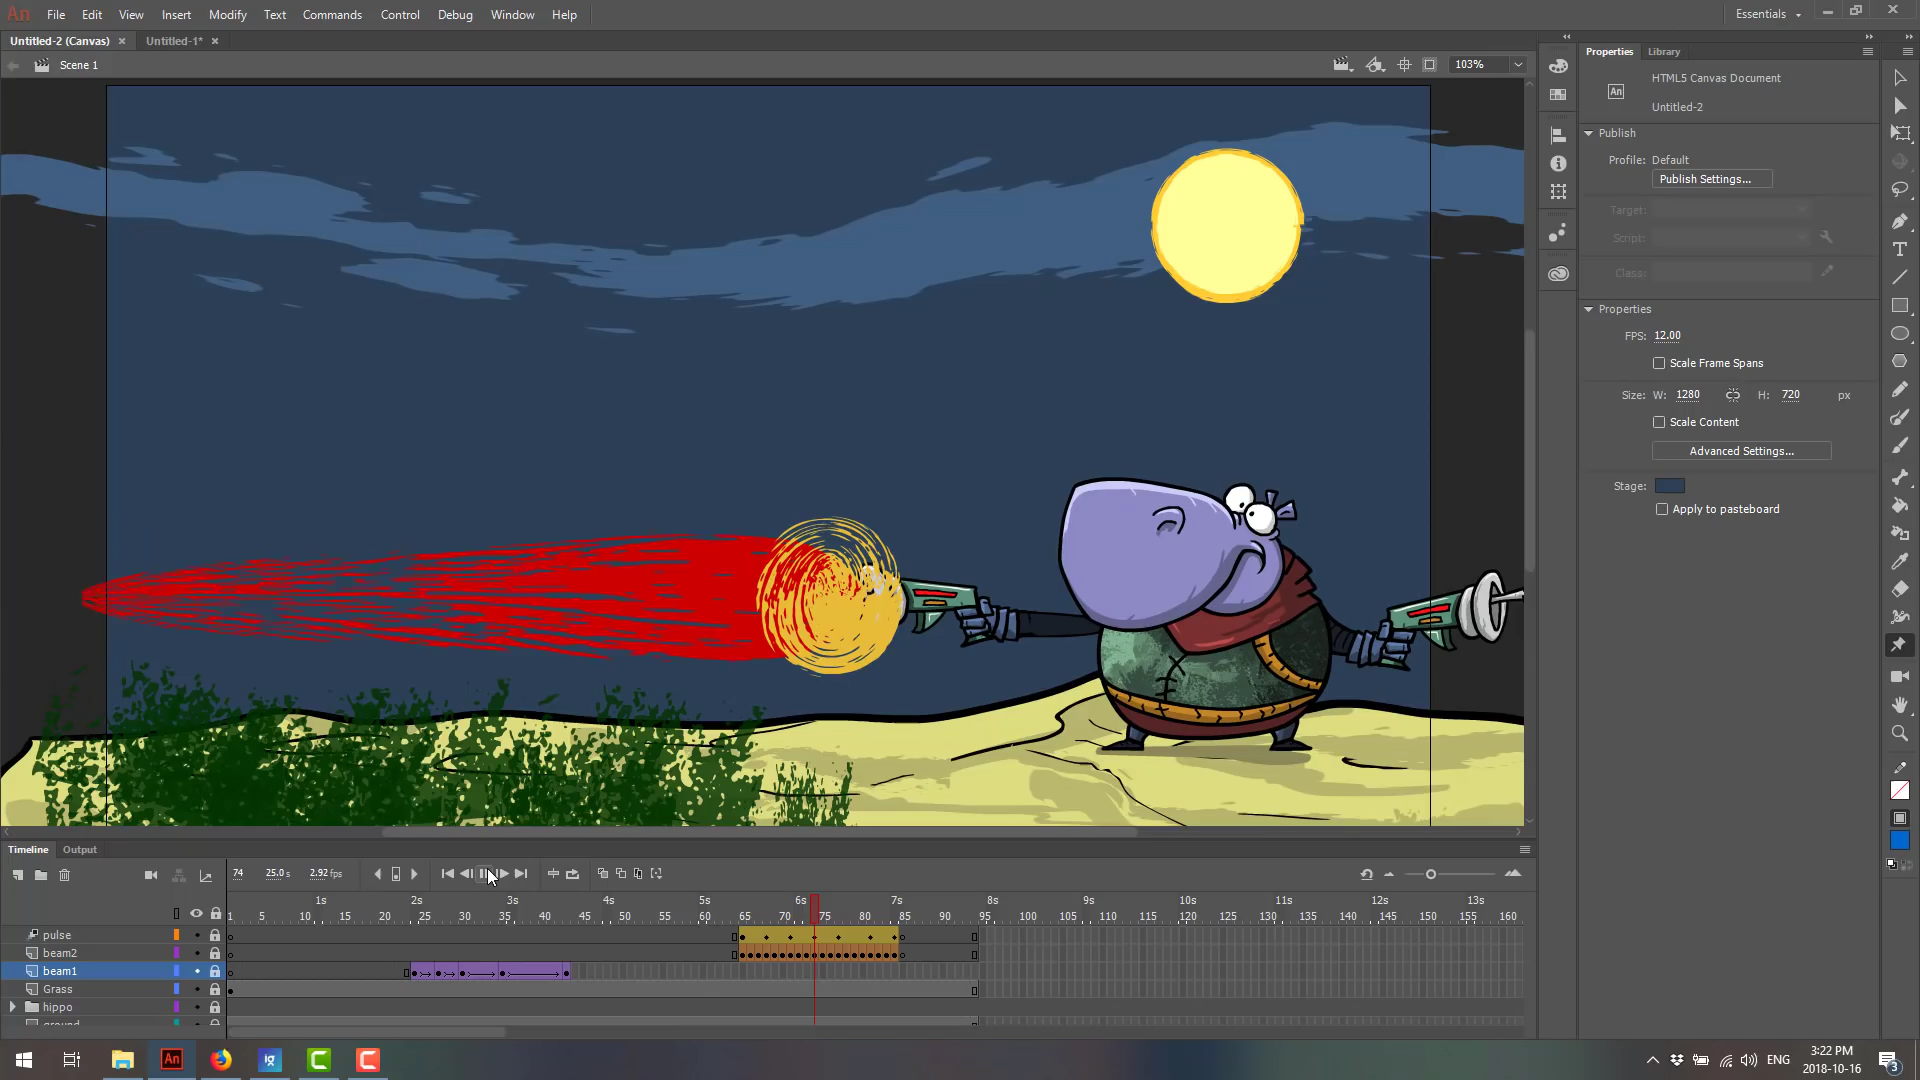 An File Edit View Insert Modify Text Commands Control Debug Window Help Essentials
Untitled-2 (Canvas) × Untitled-1* ×
Scene 1 103%
Properties Library
An HTML5 Canvas Document
Untitled-2
Publish
Profile: Default
Publish Settings...
Target:
Script:
Class:
Properties
FPS: 12.00
Scale Frame Spans
Size: W: 1280 H: 720 px
Scale Content
Advanced Settings...
Stage:
Apply to pasteboard
Timeline Output
74 25.0 s 2.92 fps
1s 2s 3s 4s 5s 6s 7s 8s 9s 10s 11s 12s 13s
1 5 10 15 20 25 30 35 40 45 50 55 60 65 70 75 80 85 90 95 100 105 110 115 120 125 130 135 140 145 150 155 160
pulse
beam2
beam1
Grass
hippo
ground
An ig C C ENG 3:22 PM
2018-10-16 3